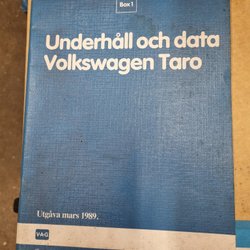 Box 1
Underhåll och data
Volkswagen Taro
Utgåva mars 1989.
V·A·G